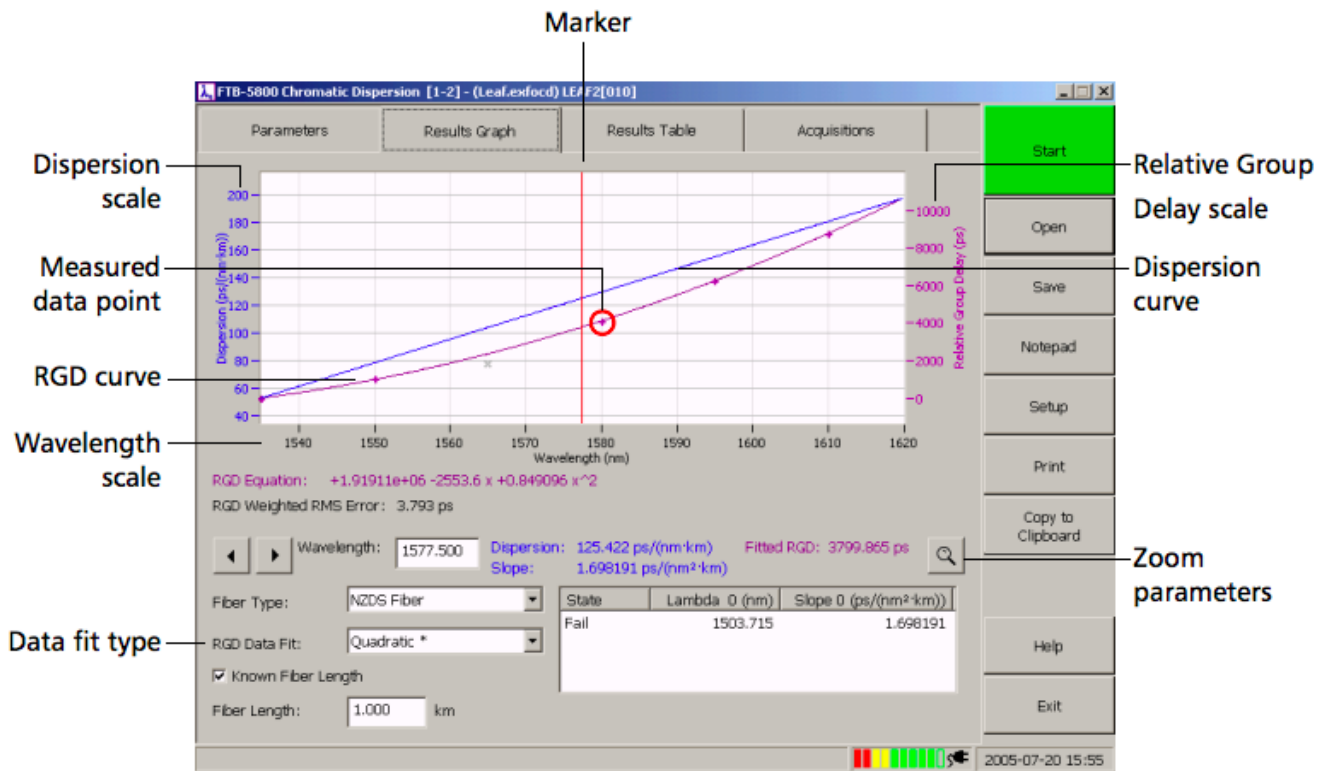 Marker
FTB-5800 Chromatic Dispersion [1-2] - (Leaf.exfocd) LEAF2[010]
Parameters
Results Graph
Results Table
Acquisitions
Start
Open
Save
Notepad
Setup
Print
Copy to
Clipboard
Help
Exit
Dispersion
scale
Measured
data point
RGD curve
Wavelength
scale
Data fit type
Relative Group
Delay scale
Dispersion
curve
Zoom
parameters
Dispersion (ps/(nm·km))
200
180
160
140
120
100
80
60
40
Relative Group Delay (ps)
10000
8000
6000
4000
2000
0
1540 1550 1560 1570 1580 1590 1600 1610 1620
Wavelength (nm)
RGD Equation: +1.91911e+06 -2553.6 x +0.849096 x^2
RGD Weighted RMS Error: 3.793 ps
Wavelength: 1577.500
Dispersion: 125.422 ps/(nm·km)
Fitted RGD: 3799.865 ps
Slope: 1.698191 ps/(nm²·km)
Fiber Type: NZDS Fiber
RGD Data Fit: Quadratic *
Known Fiber Length
Fiber Length: 1.000 km
State Lambda 0 (nm) Slope 0 (ps/(nm²·km))
Fail 1503.715 1.698191
2005-07-20 15:55